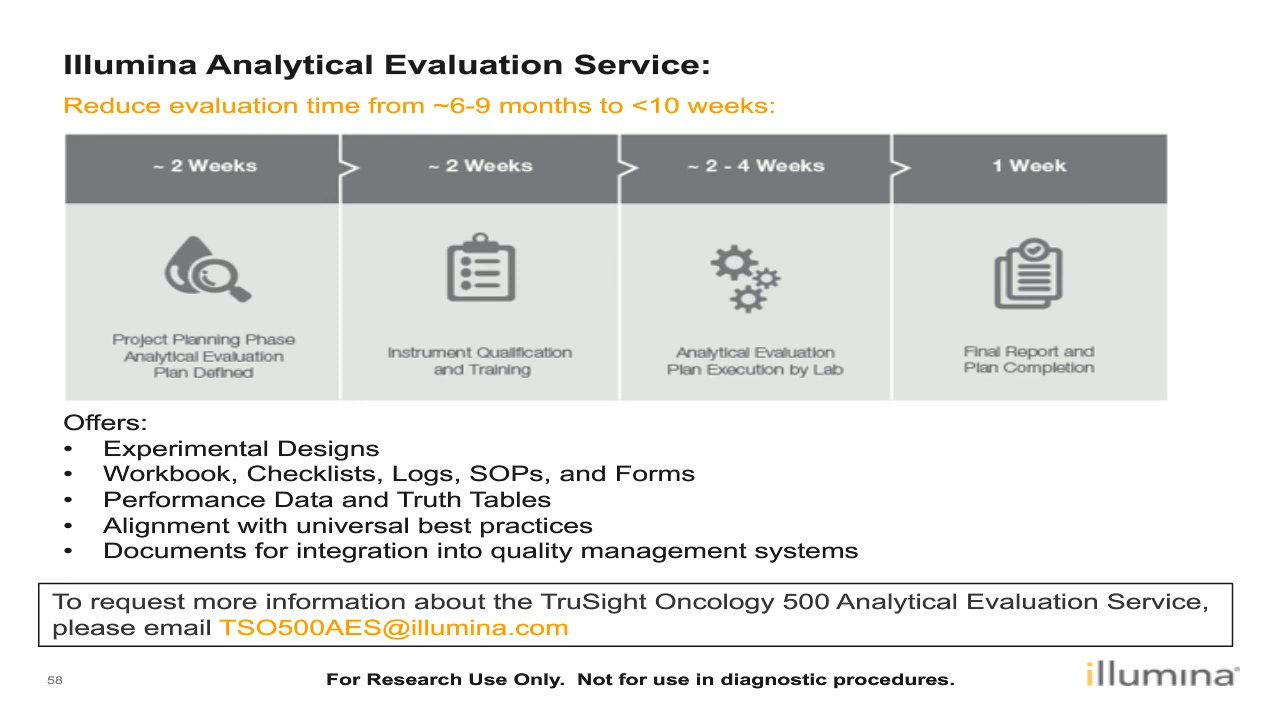 Illumina Analytical Evaluation Service:
Reduce evaluation time from ~6-9 months to <10 weeks:
~ 2 Weeks
~ 2 Weeks
~ 2 - 4 Weeks
1 Week
Project Planning Phase
Analytical Evaluation
Plan Defined
Instrument Qualification
and Training
Analytical Evaluation
Plan Execution by Lab
Final Report and
Plan Completion
Offers:
• Experimental Designs
• Workbook, Checklists, Logs, SOPs, and Forms
• Performance Data and Truth Tables
• Alignment with universal best practices
• Documents for integration into quality management systems
To request more information about the TruSight Oncology 500 Analytical Evaluation Service,
please email TSO500AES@illumina.com
58
For Research Use Only. Not for use in diagnostic procedures.
illumina®